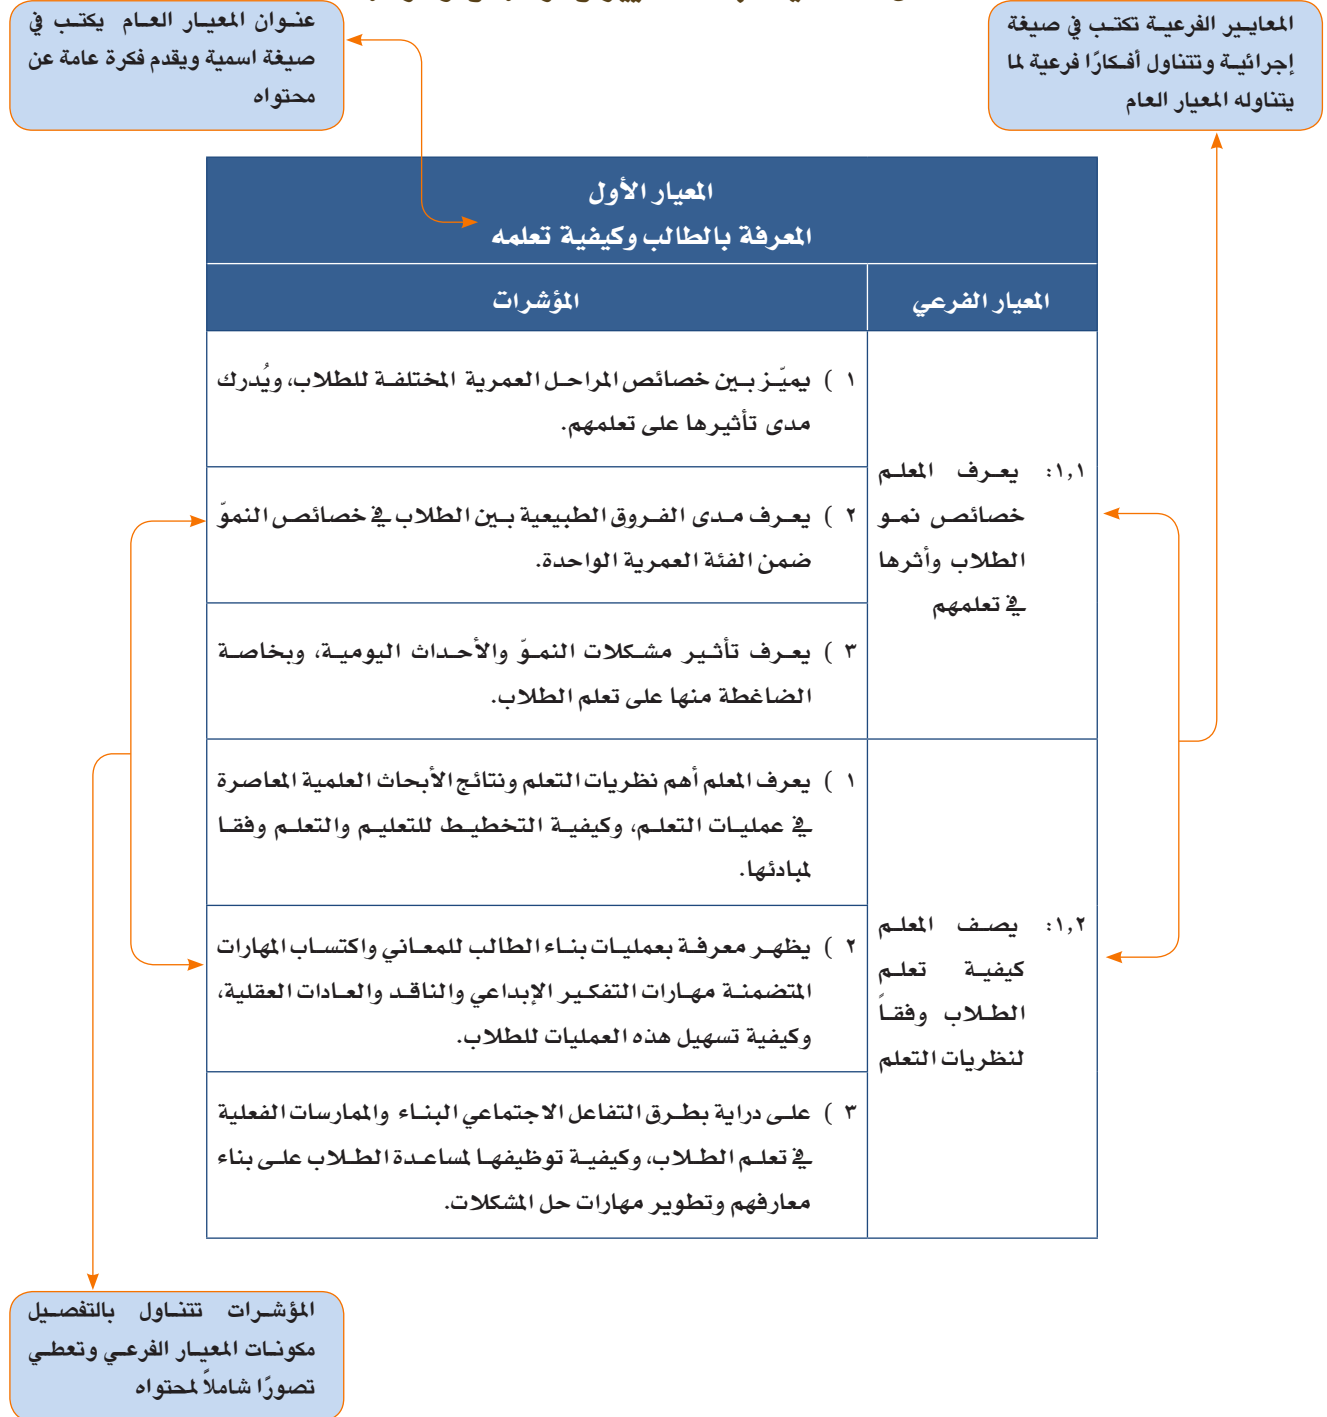 المعايير الفرعية تكتب في صيغة
إجرائية وتتناول أفكارًا فرعية لما
يتناوله المعيار العام
عنوان المعيار العام يكتب في
صيغة اسمية ويقدم فكرة عامة عن
محتواه
المعيار الأول
المعرفة بالطالب وكيفية تعلمه
المعيار الفرعي
المؤشرات
١,١: يعرف المعلم
خصائص نمو
الطلاب وأثرها
في تعلمهم
١ ) يميّز بين خصائص المراحل العمرية المختلفة للطلاب، ويُدرك
مدى تأثيرها على تعلمهم.
٢ ) يعرف مدى الفروق الطبيعية بين الطلاب في خصائص النموّ
ضمن الفئة العمرية الواحدة.
٣ ) يعرف تأثير مشكلات النموّ والأحداث اليومية، وبخاصة
الضاغطة منها على تعلم الطلاب.
١,٢: يصف المعلم
كيفية تعلم
الطلاب وفقاً
لنظريات التعلم
١ ) يعرف المعلم أهم نظريات التعلم ونتائج الأبحاث العلمية المعاصرة
في عمليات التعلم، وكيفية التخطيط للتعليم والتعلم وفقا
لمبادئها.
٢ ) يظهر معرفة بعمليات بناء الطالب للمعاني واكتساب المهارات
المتضمنة مهارات التفكير الإبداعي والناقد والعادات العقلية،
وكيفية تسهيل هذه العمليات للطلاب.
٣ ) على دراية بطرق التفاعل الاجتماعي البناء والممارسات الفعلية
في تعلم الطلاب، وكيفية توظيفها لمساعدة الطلاب على بناء
معارفهم وتطوير مهارات حل المشكلات.
المؤشرات تتناول بالتفصيل
مكونات المعيار الفرعي وتعطي
تصورًا شاملاً لمحتواه